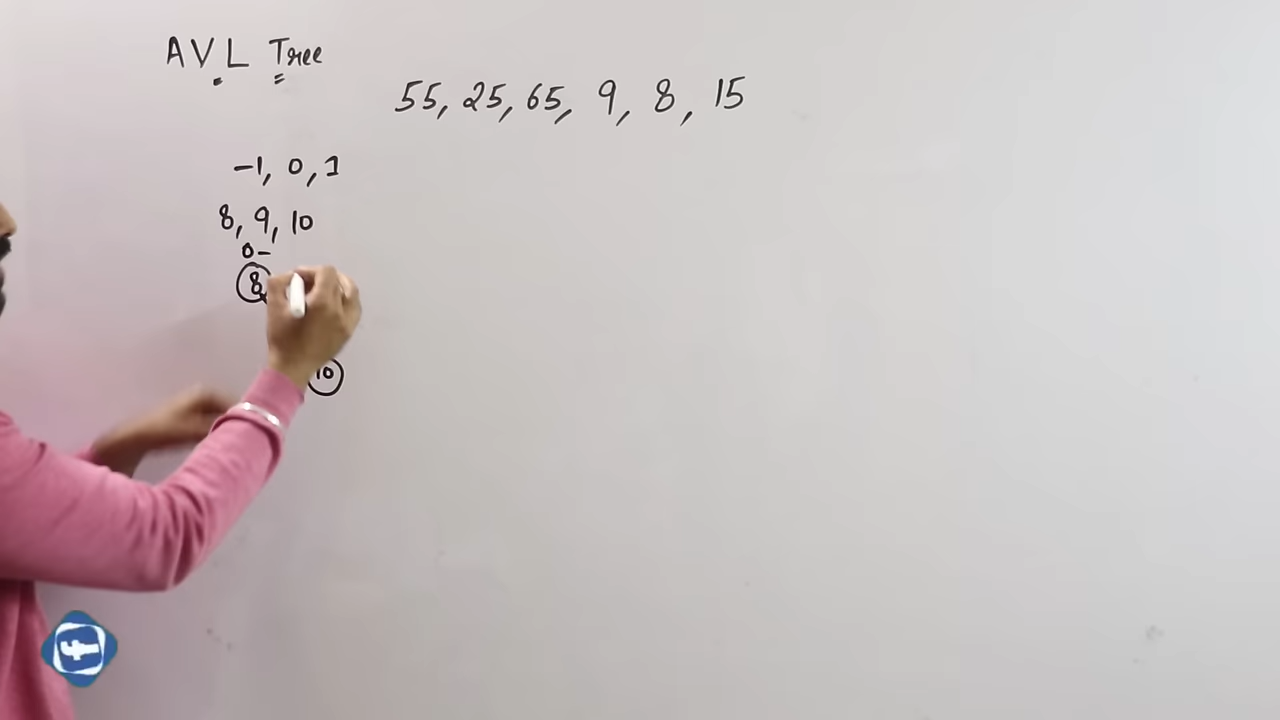 AVL Tree
55, 25, 65, 9, 8, 15
-1, 0, 1
8, 9, 10
0-
8
10